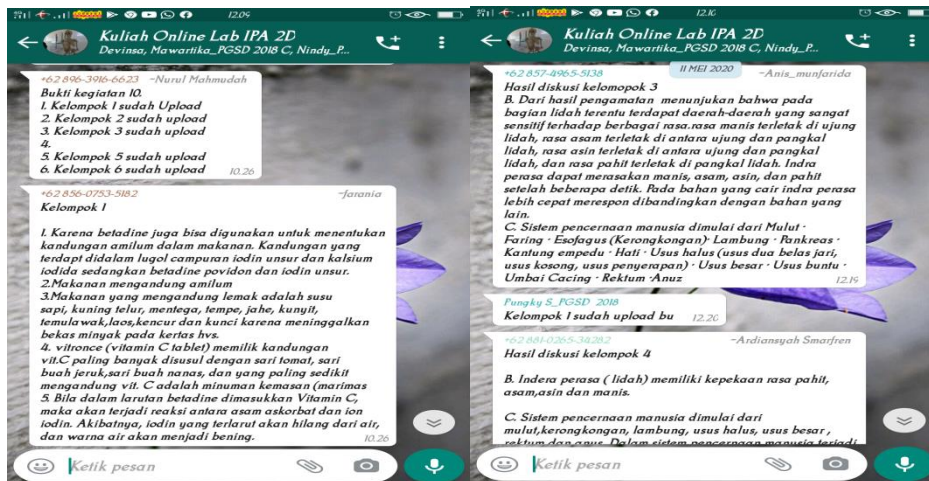 12.09
Kuliah Online Lab IPA 2D
Devinsa, Mawartika_PGSD 2018 C, Nindy_P...
+62 896-3916-6623 ~Nurul Mahmudah
Bukti kegiatan 10.
1. Kelompok 1 sudah Upload
2. Kelompok 2 sudah upload
3. Kelompok 3 sudah upload
4.
5. Kelompok 5 sudah upload
6. Kelompok 6 sudah upload
10.26
+62 856-0753-5182 ~farania
Kelompok 1
1. Karena betadine juga bisa digunakan untuk menentukan
kandungan amilum dalam makanan. Kandungan yang
terdapt didalam lugol campuran iodin unsur dan kalsium
iodida sedangkan betadine povidon dan iodin unsur.
2.Makanan mengandung amilum
3.Makanan yang mengandung lemak adalah susu
sapi, kuning telur, mentega, tempe, jahe, kunyit,
temulawak,laos,kencur dan kunci karena meninggalkan
bekas minyak pada kertas hvs.
4. vitronce (vitamin C tablet) memilik kandungan
vit.C paling banyak disusul dengan sari tomat, sari
buah jeruk,sari buah nanas, dan yang paling sedikit
mengandung vit. C adalah minuman kemasan (marimas
5. Bila dalam larutan betadine dimasukkan Vitamin C,
maka akan terjadi reaksi antara asam askorbat dan ion
iodin. Akibatnya, iodin yang terlarut akan hilang dari air,
dan warna air akan menjadi bening.
10.26
Ketik pesan
12.10
Kuliah Online Lab IPA 2D
Devinsa, Mawartika_PGSD 2018 C, Nindy_P...
11 MEI 2020
+62 857-4965-5138 ~Anis_munfarida
Hasil diskusi kelomopok 3
B. Dari hasil pengamatan menunjukan bahwa pada
bagian lidah terentu terdapat daerah-daerah yang sangat
sensitif terhadap berbagai rasa.rasa manis terletak di ujung
lidah, rasa asam terletak di antara ujung dan pangkal
lidah, rasa asin terletak di antara ujung dan pangkal
lidah, dan rasa pahit terletak di pangkal lidah. Indra
perasa dapat merasakan manis, asam, asin, dan pahit
setelah beberapa detik. Pada bahan yang cair indra perasa
lebih cepat merespon dibandingkan dengan bahan yang
lain.
C. Sistem pencernaan manusia dimulai dari Mulut ·
Faring · Esofagus (Kerongkongan)· Lambung · Pankreas ·
Kantung empedu · Hati · Usus halus (usus dua belas jari,
usus kosong, usus penyerapan) · Usus besar · Usus buntu ·
Umbai Cacing · Rektum ·Anuz
12.19
Pungky S_PGSD 2018
Kelompok 1 sudah upload bu
12.20
+62 881-0265-34282 ~Ardiansyah Smarfren
Hasil diskusi kelompok 4
B. Indera perasa ( lidah) memiliki kepekaan rasa pahit,
asam,asin dan manis.
C. Sistem pencernaan manusia dimulai dari
mulut,kerongkongan, lambung, usus halus, usus besar ,
rektum dan anus. Dalam sistem pencernaan manusia terjadi
Ketik pesan